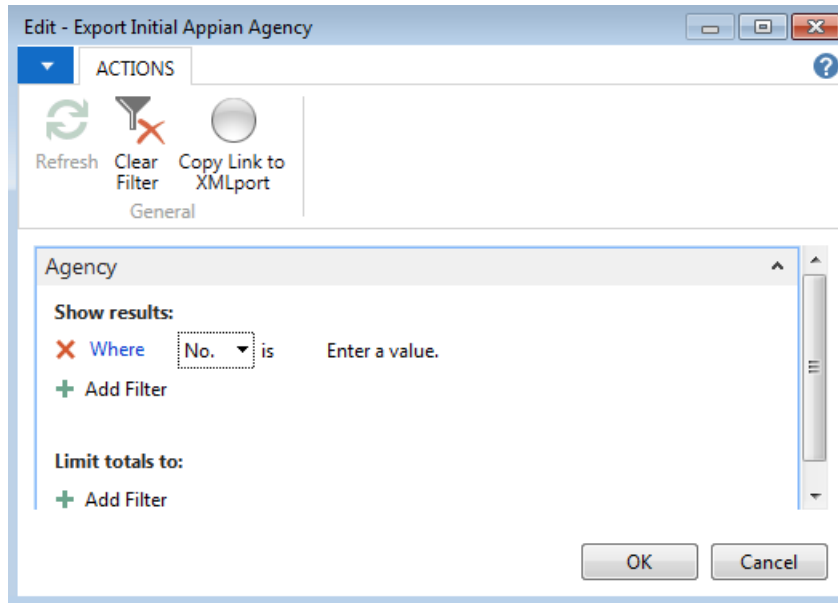 Edit - Export Initial Appian Agency
ACTIONS
?
Refresh
Clear Filter
Copy Link to XMLport
General
Agency
Show results:
Where No. is Enter a value.
Add Filter
Limit totals to:
Add Filter
OK Cancel